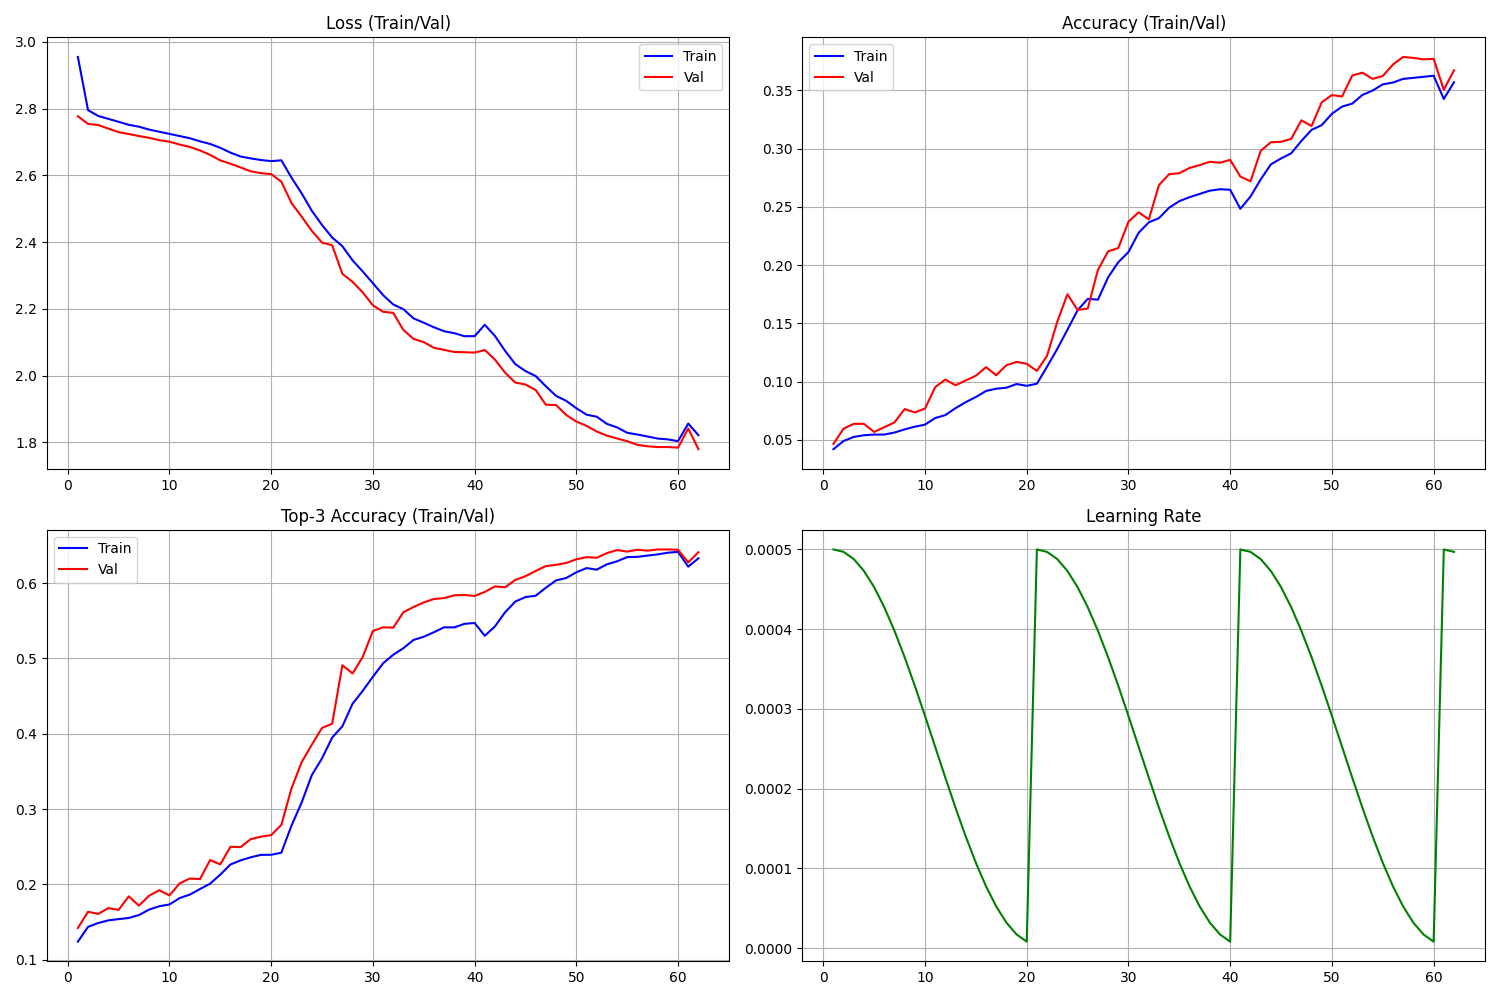 Loss (Train/Val)
3.0
2.8
2.6
2.4
2.2
2.0
1.8
0 10 20 30 40 50 60
Train
Val
Accuracy (Train/Val)
0.35
0.30
0.25
0.20
0.15
0.10
0.05
0 10 20 30 40 50 60
Train
Val
Top-3 Accuracy (Train/Val)
0.6
0.5
0.4
0.3
0.2
0.1
0 10 20 30 40 50 60
Train
Val
Learning Rate
0.0005
0.0004
0.0003
0.0002
0.0001
0.0000
0 10 20 30 40 50 60